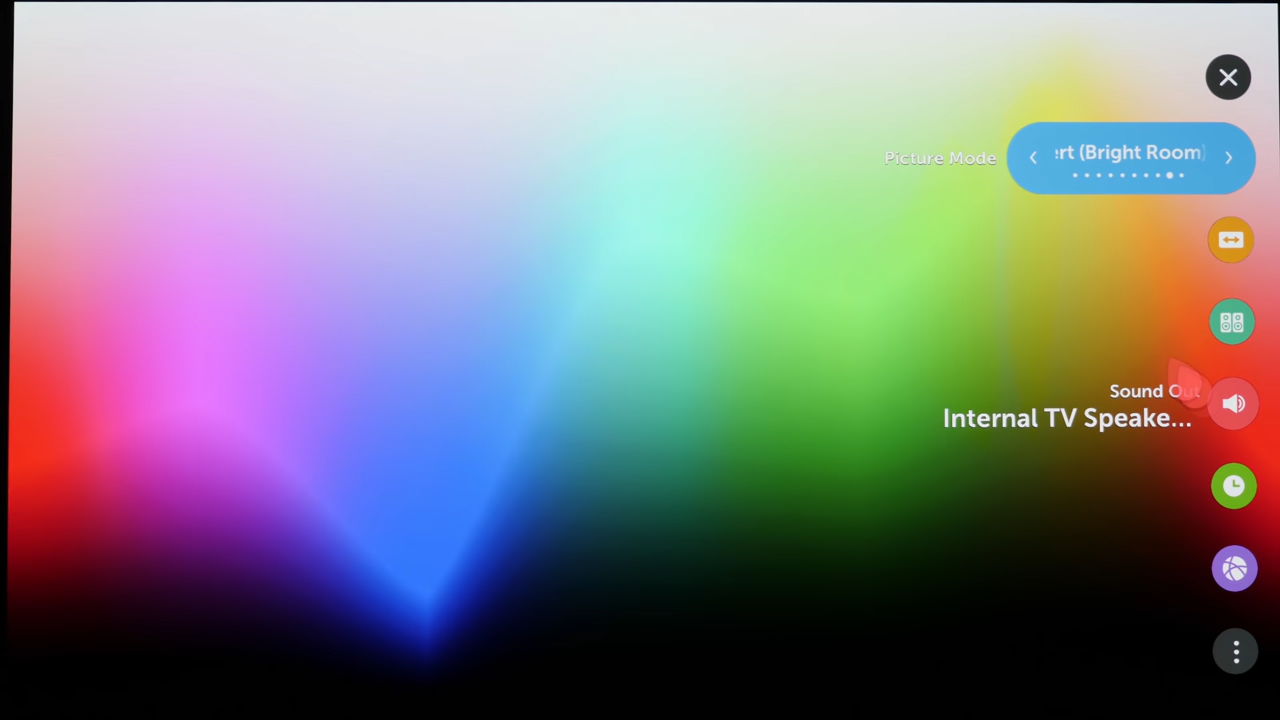 Picture Mode
ert (Bright Room)
Sound Out
Internal TV Speake...